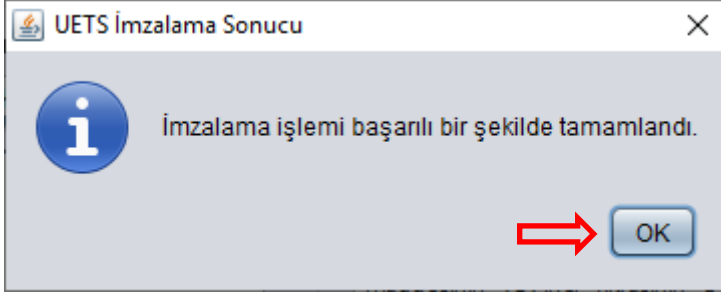 UETS İmzalama Sonucu
İmzalama işlemi başarılı bir şekilde tamamlandı.
OK